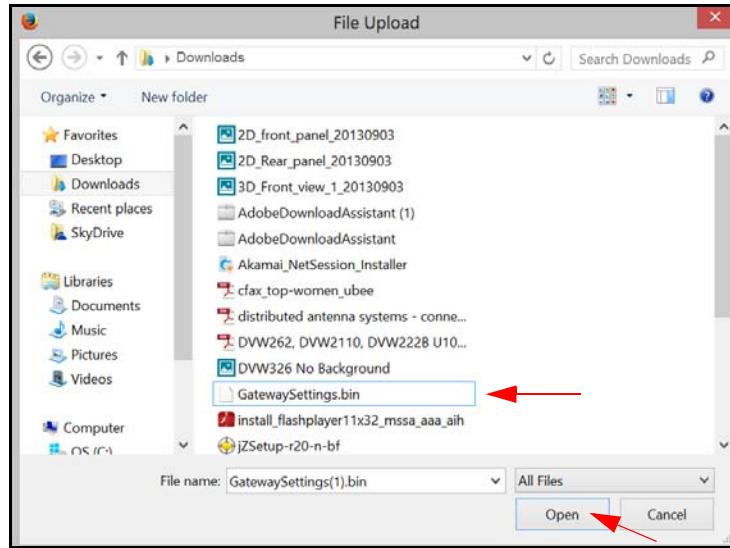 File Upload
Downloads
Search Downloads
Organize
New folder
Favorites
Desktop
Downloads
Recent places
SkyDrive
Libraries
Documents
Music
Pictures
Videos
Computer
OS (C:)
2D_front_panel_20130903
2D_Rear_panel_20130903
3D_Front_view_1_20130903
AdobeDownloadAssistant (1)
AdobeDownloadAssistant
Akamai_NetSession_Installer
cfax_top-women_ubee
distributed antenna systems - conne...
DVW262, DVW2110, DVW222B U10...
DVW326 No Background
GatewaySettings.bin
install_flashplayer11x32_mssa_aaa_aih
jZSetup-r20-n-bf
File name: GatewaySettings(1).bin
All Files
Open
Cancel